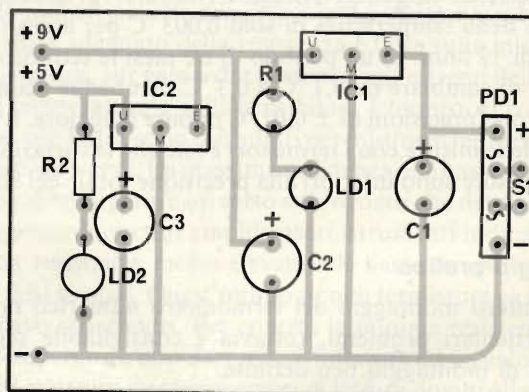 +9V
+5V
U M E
IC1
R1
PD1
IC2
U M E
R2
+
+
+
+
S1
LD1
C3
C1
C2
LD2
-
-